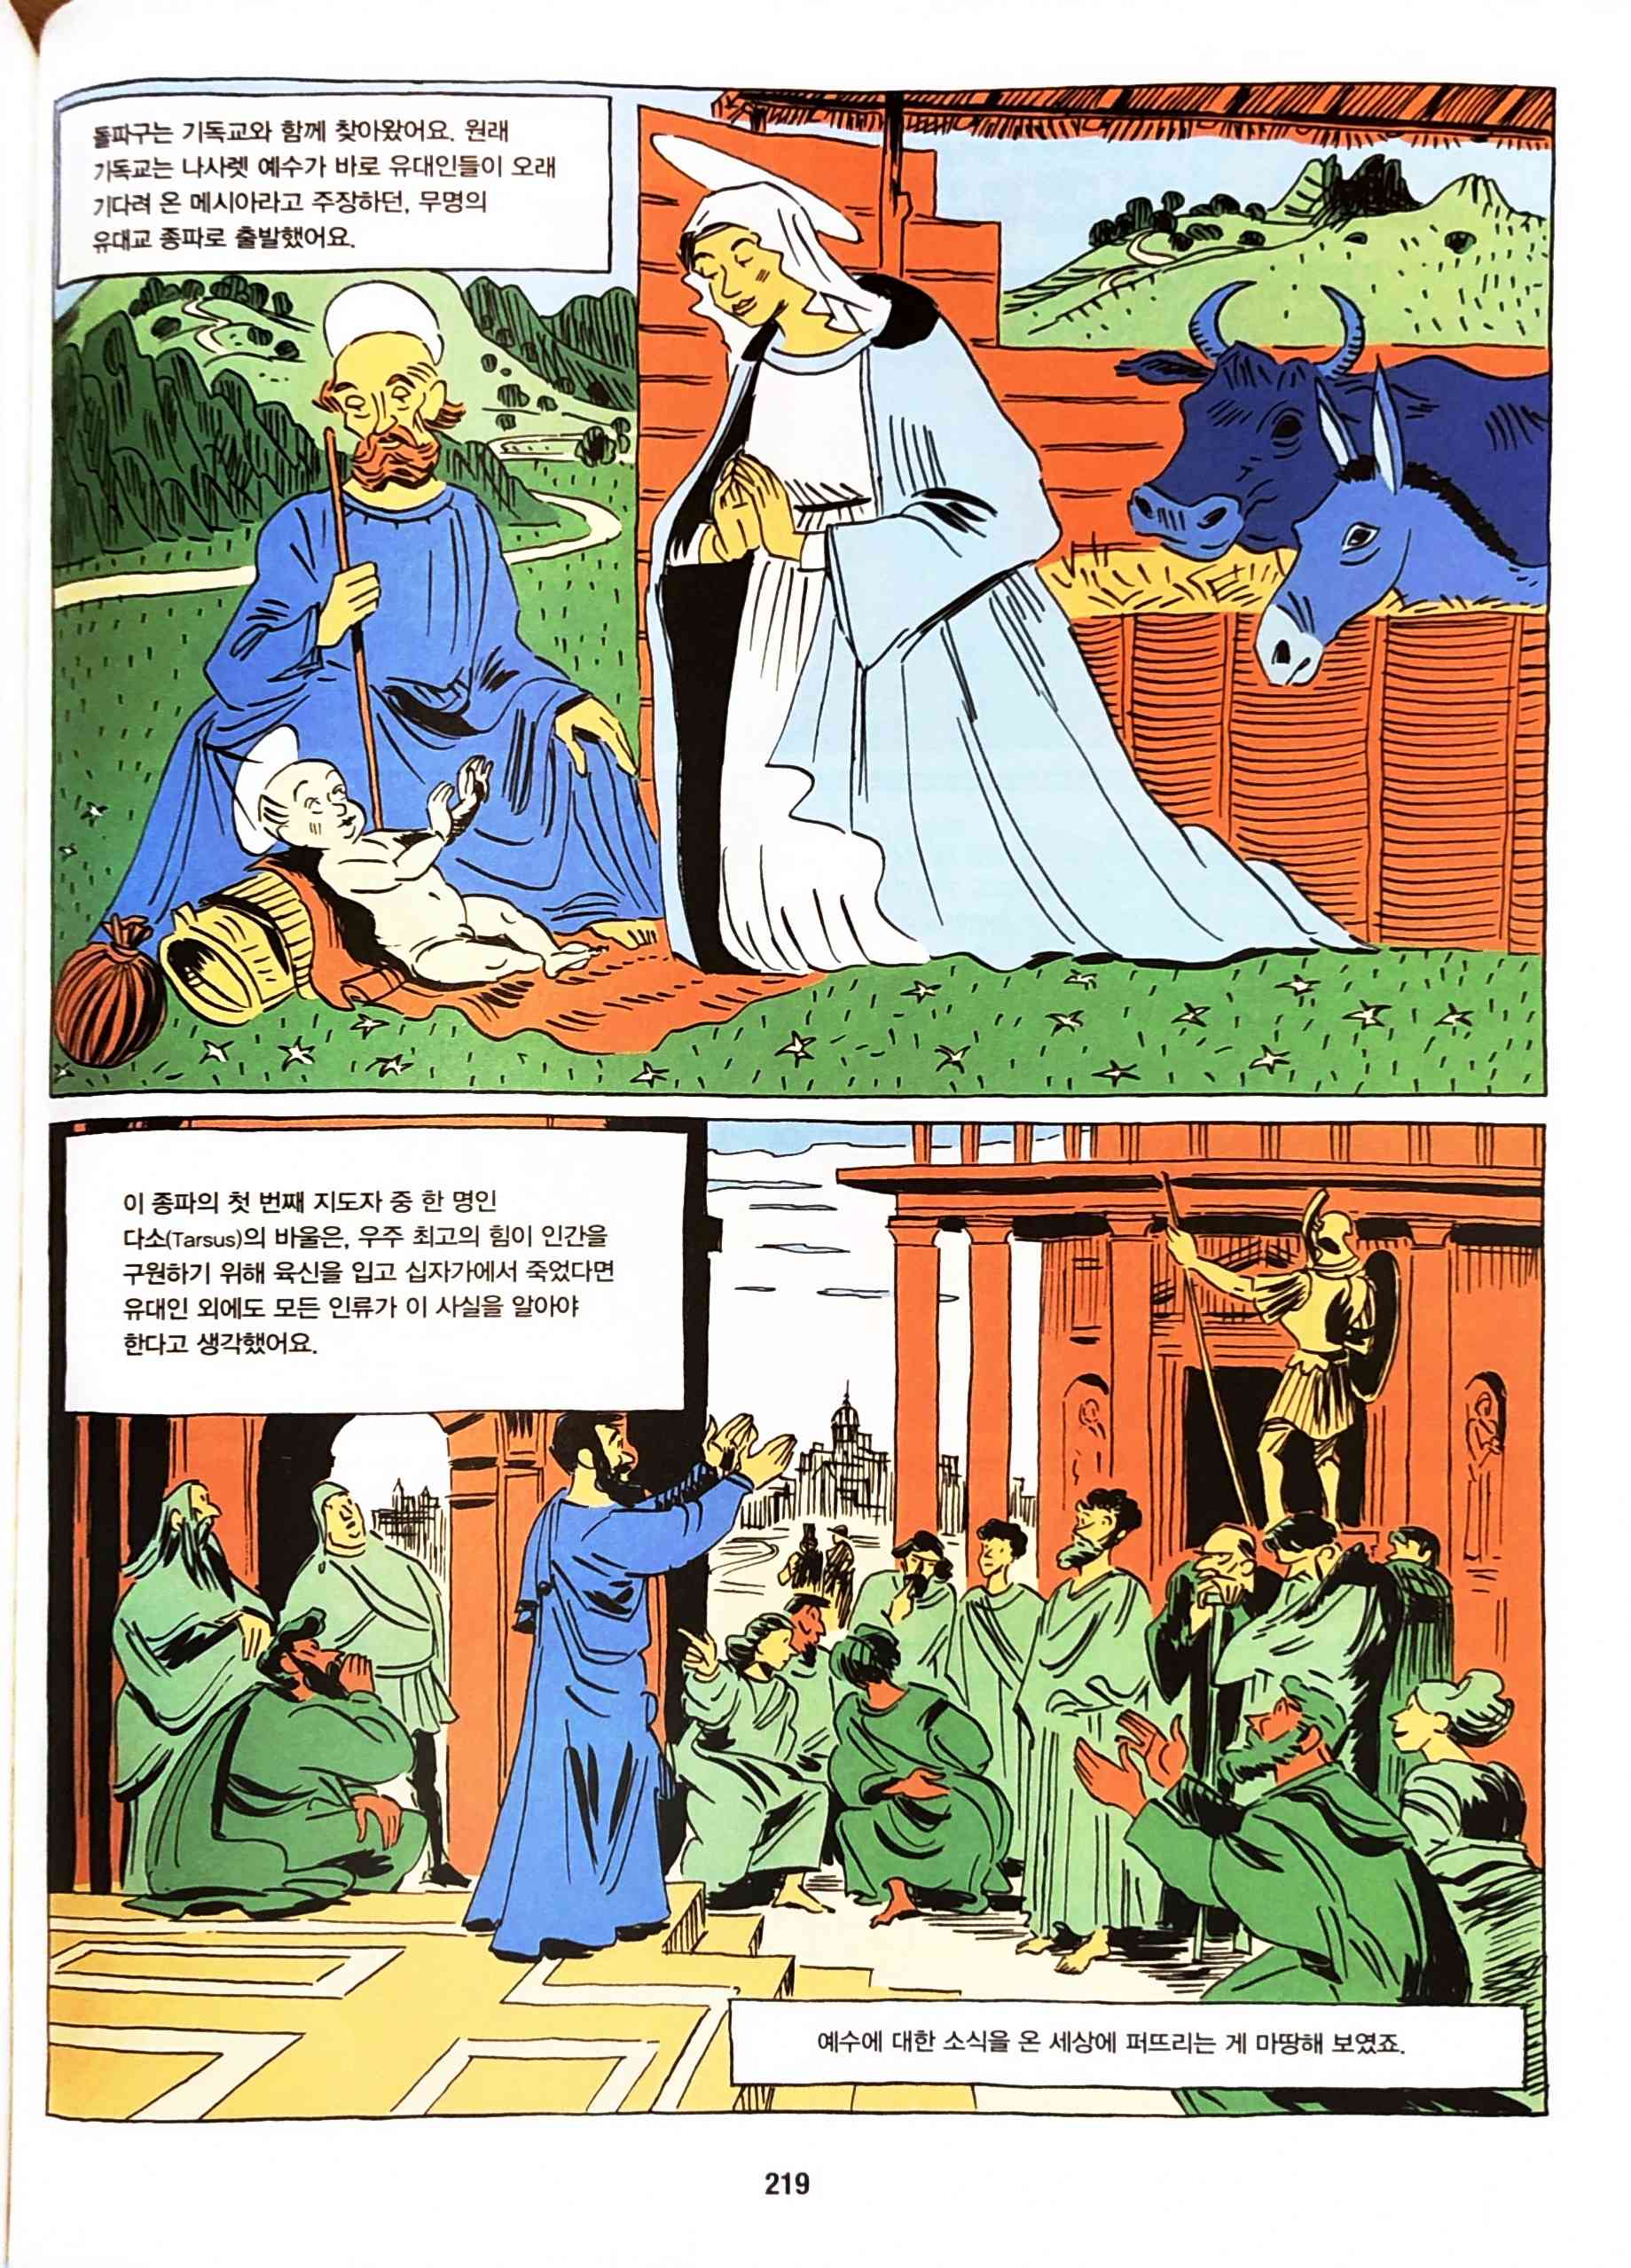 돌파구는 기독교와 함께 찾아왔어요. 원래
기독교는 나사렛 예수가 바로 유대인들이 오래
기다려 온 메시아라고 주장하던, 무명의
유대교 종파로 출발했어요.
이 종파의 첫 번째 지도자 중 한 명인
다소(Tarsus)의 바울은, 우주 최고의 힘이 인간을
구원하기 위해 육신을 입고 십자가에서 죽었다면
유대인 외에도 모든 인류가 이 사실을 알아야
한다고 생각했어요.
예수에 대한 소식을 온 세상에 퍼뜨리는 게 마땅해 보였죠.
219